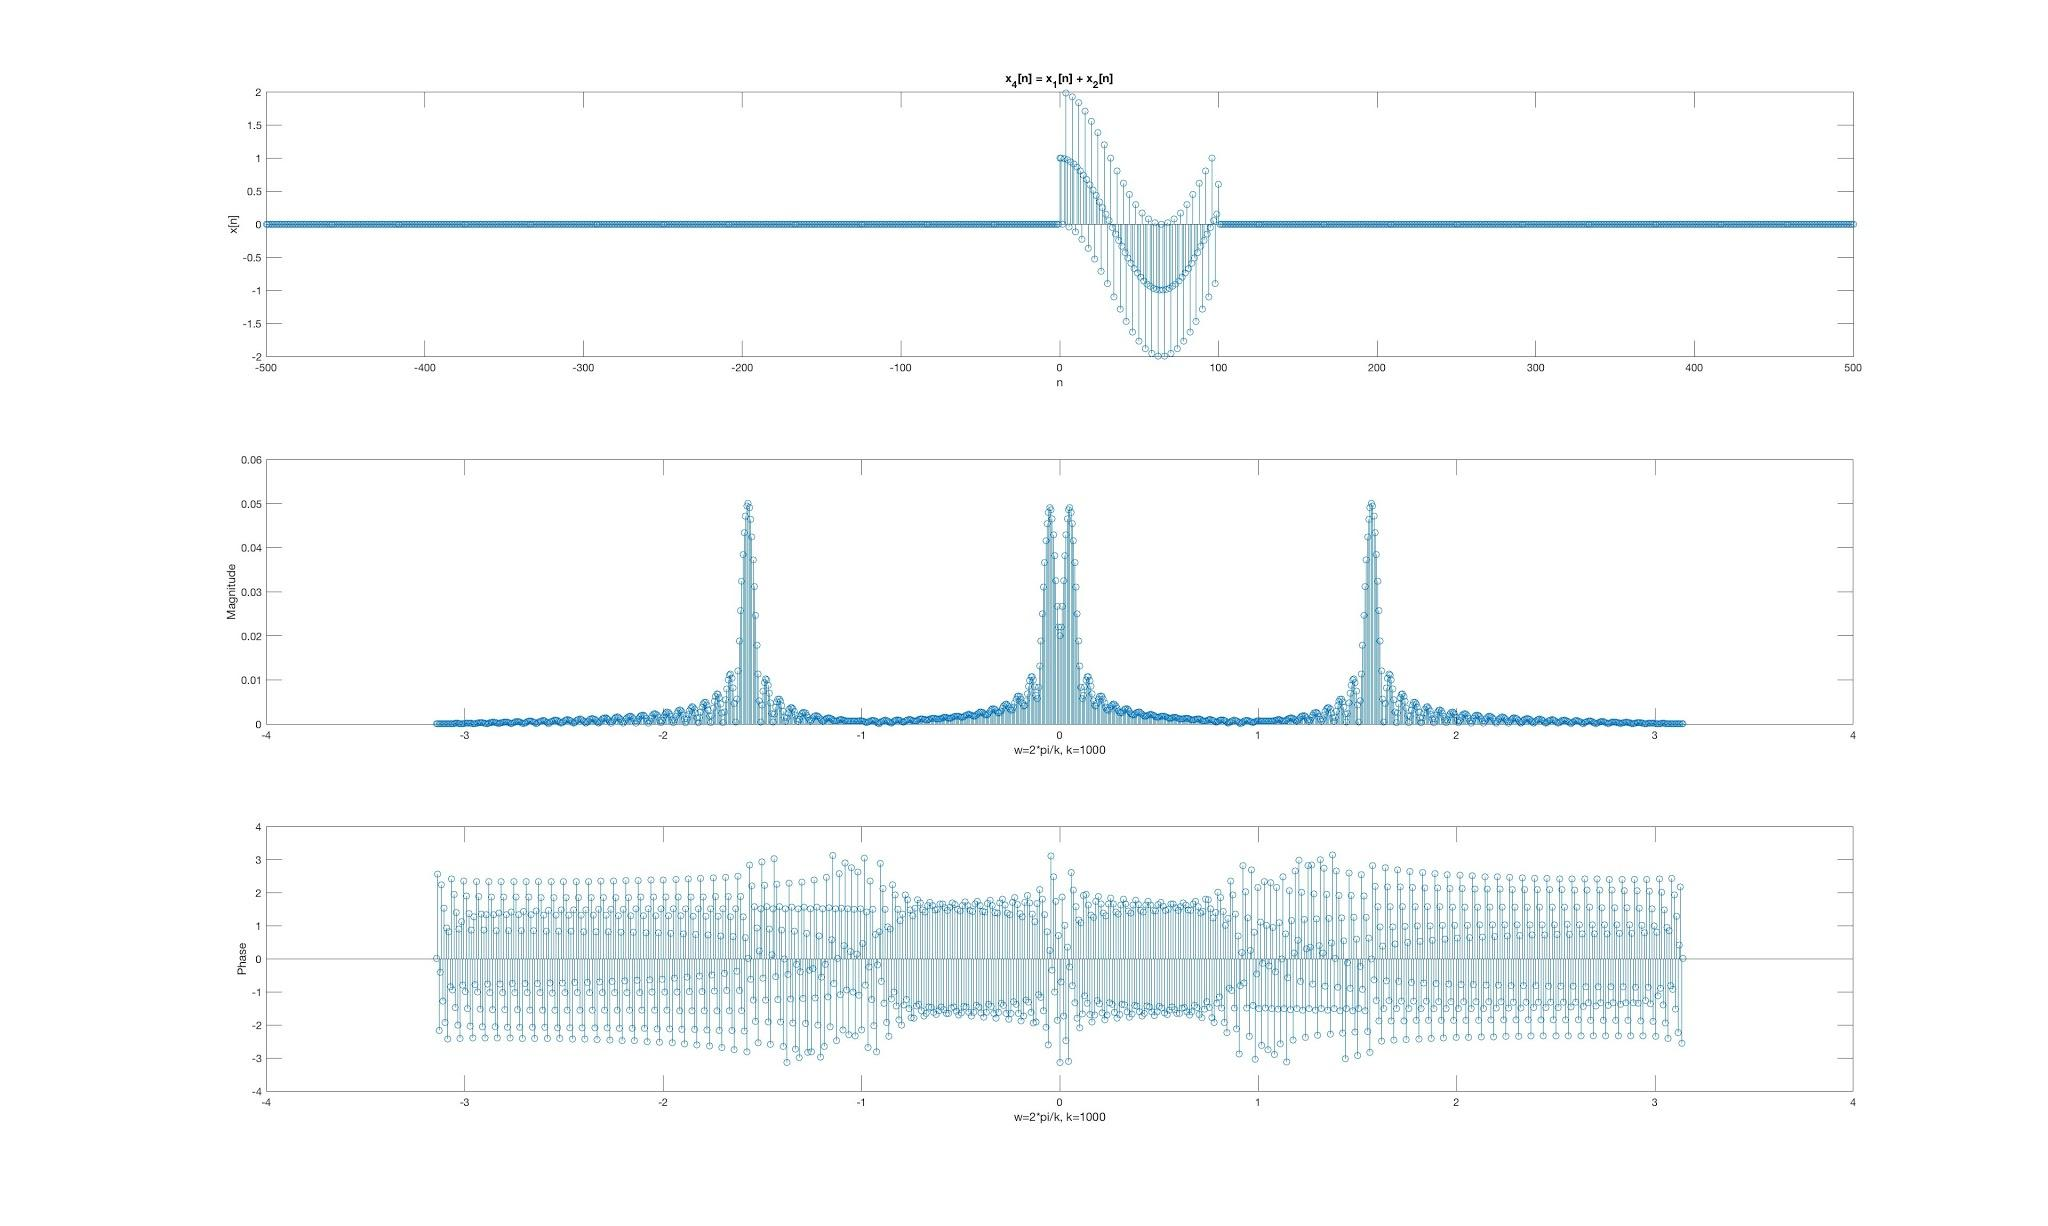 x4[n] = x1[n] + x2[n]
2
1.5
1
0.5
0
-0.5
-1
-1.5
-2
x[n]
-500 -400 -300 -200 -100 0 100 200 300 400 500
n
0.06
0.05
0.04
0.03
0.02
0.01
0
Magnitude
-4 -3 -2 -1 0 1 2 3 4
w=2*pi/k, k=1000
4
3
2
1
0
-1
-2
-3
-4
Phase
-4 -3 -2 -1 0 1 2 3 4
w=2*pi/k, k=1000